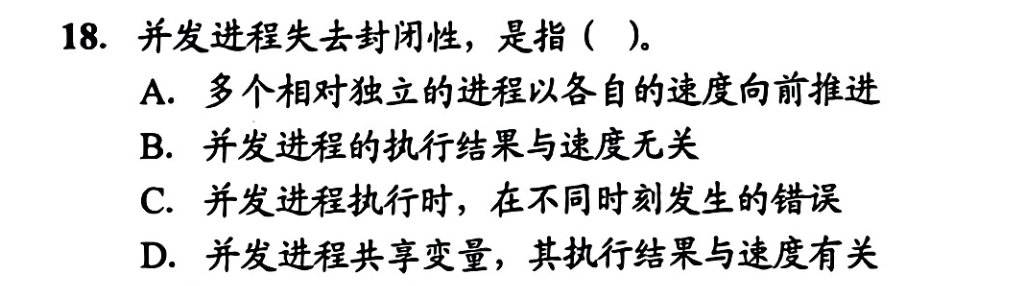 18. 并发进程失去封闭性，是指（ ）。
A. 多个相对独立的进程以各自的速度向前推进
B. 并发进程的执行结果与速度无关
C. 并发进程执行时，在不同时刻发生的错误
D. 并发进程共享变量，其执行结果与速度有关